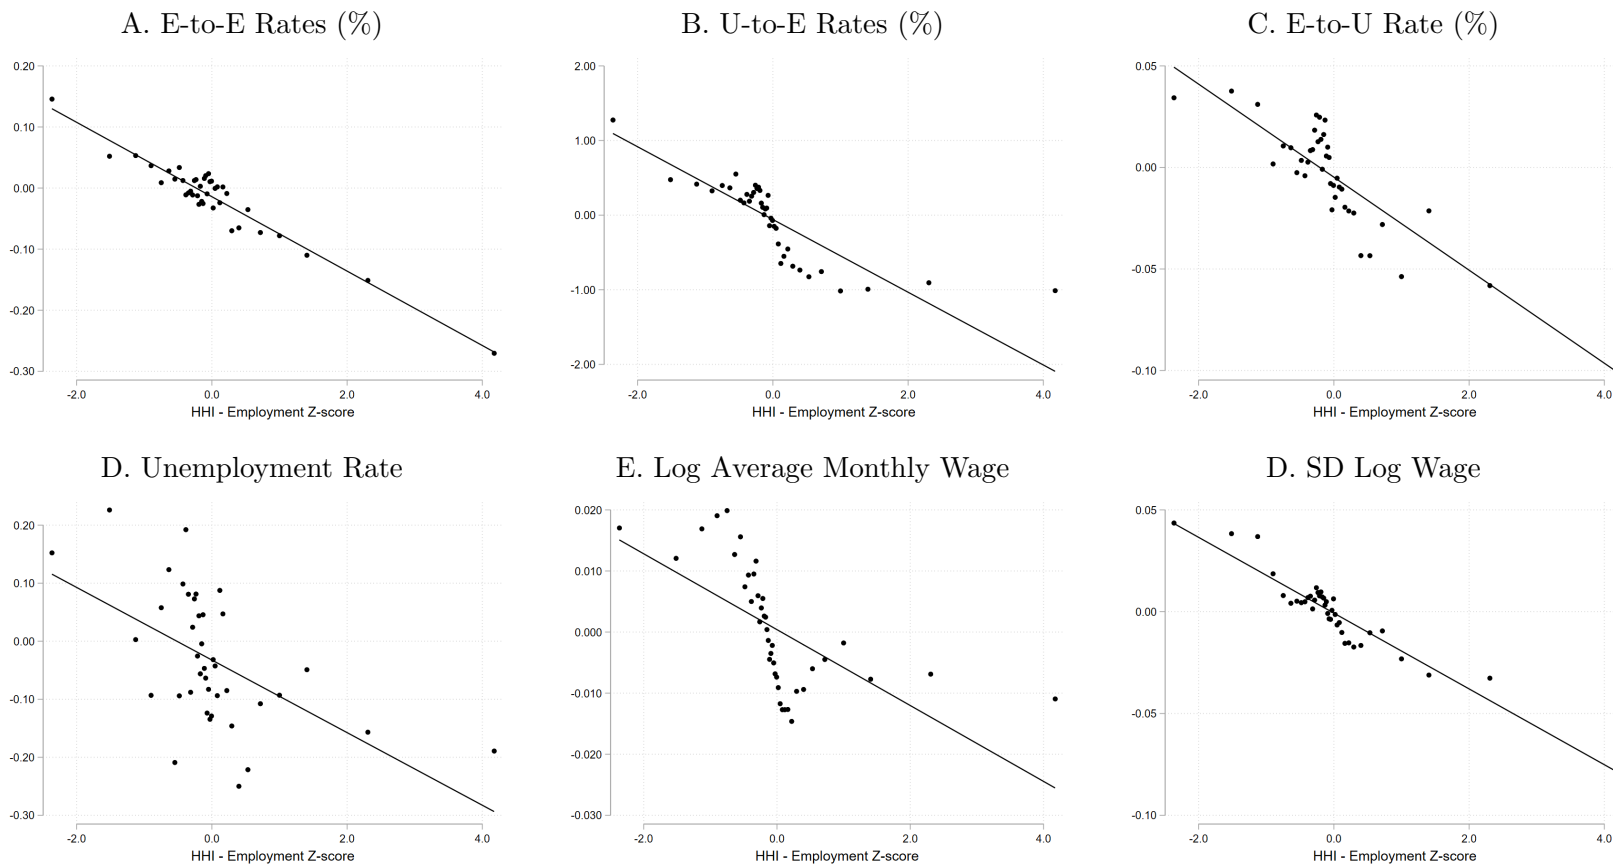 A. E-to-E Rates (%)
0.20
0.10
0.00
-0.10
-0.20
-0.30
-2.0 0.0 2.0 4.0
HHI - Employment Z-score
B. U-to-E Rates (%)
2.00
1.00
0.00
-1.00
-2.00
-2.0 0.0 2.0 4.0
HHI - Employment Z-score
C. E-to-U Rate (%)
0.05
0.00
-0.05
-0.10
-2.0 0.0 2.0 4.0
HHI - Employment Z-score
D. Unemployment Rate
0.20
0.10
0.00
-0.10
-0.20
-0.30
-2.0 0.0 2.0 4.0
HHI - Employment Z-score
E. Log Average Monthly Wage
0.020
0.010
0.000
-0.010
-0.020
-0.030
-2.0 0.0 2.0 4.0
HHI - Employment Z-score
D. SD Log Wage
0.05
0.00
-0.05
-0.10
-2.0 0.0 2.0 4.0
HHI - Employment Z-score